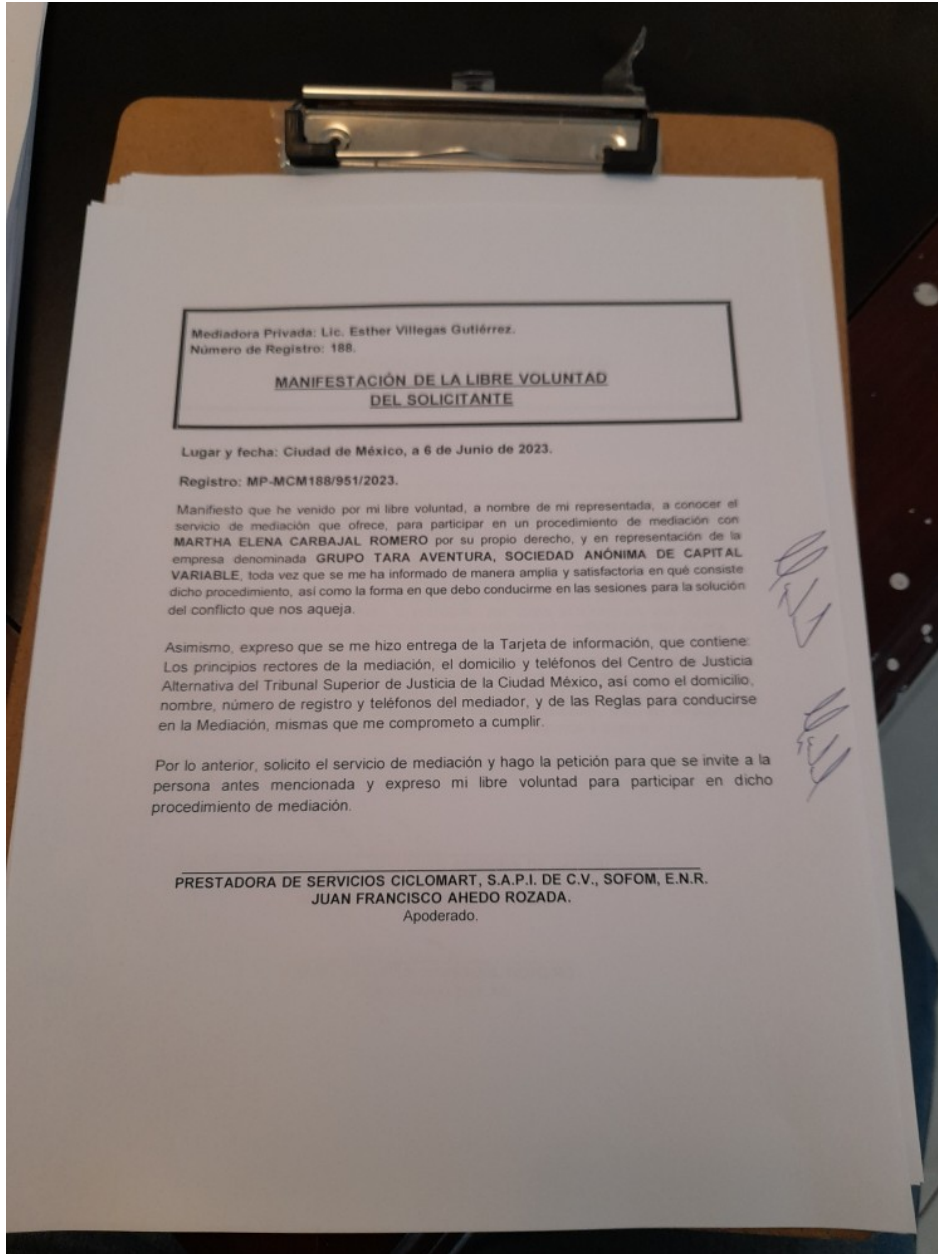 Mediadora Privada: Lic. Esther Villegas Gutiérrez.
Número de Registro: 188.
MANIFESTACIÓN DE LA LIBRE VOLUNTAD
DEL SOLICITANTE
Lugar y fecha: Ciudad de México, a 6 de Junio de 2023.
Registro: MP-MCM188/951/2023.
Manifiesto que he venido por mi libre voluntad, a nombre de mi representada, a conocer el
servicio de mediación que ofrece, para participar en un procedimiento de mediación con
MARTHA ELENA CARBAJAL ROMERO por su propio derecho, y en representación de la
empresa denominada GRUPO TARA AVENTURA, SOCIEDAD ANÓNIMA DE CAPITAL
VARIABLE, toda vez que se me ha informado de manera amplia y satisfactoria en qué consiste
dicho procedimiento, así como la forma en que debo conducirme en las sesiones para la solución
del conflicto que nos aqueja.
Asimismo, expreso que se me hizo entrega de la Tarjeta de información, que contiene:
Los principios rectores de la mediación, el domicilio y teléfonos del Centro de Justicia
Alternativa del Tribunal Superior de Justicia de la Ciudad México, así como el domicilio,
nombre, número de registro y teléfonos del mediador, y de las Reglas para conducirse
en la Mediación, mismas que me comprometo a cumplir.
Por lo anterior, solicito el servicio de mediación y hago la petición para que se invite a la
persona antes mencionada y expreso mi libre voluntad para participar en dicho
procedimiento de mediación.
PRESTADORA DE SERVICIOS CICLOMART, S.A.P.I. DE C.V., SOFOM, E.N.R.
JUAN FRANCISCO AHEDO ROZADA.
Apoderado.